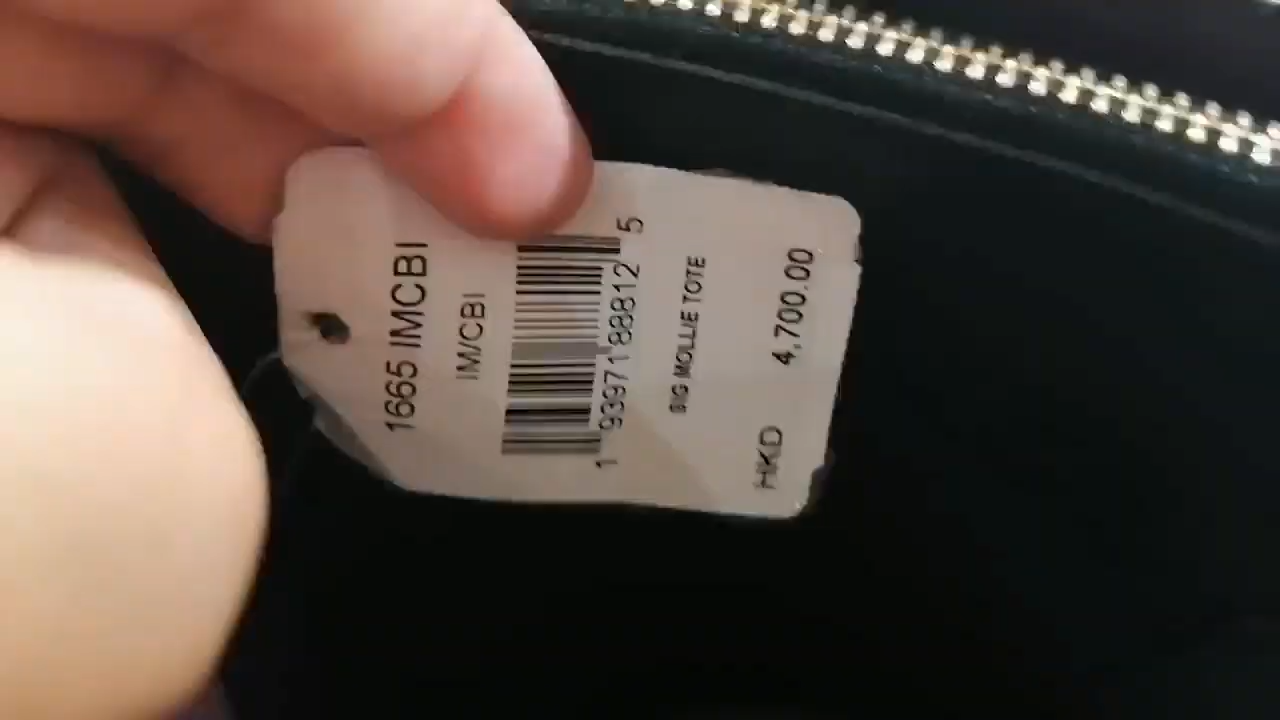 1665 IMCBI
IM/CBI
1 93971 88812 5
BIG MOLLIE TOTE
HKD 4,700.00